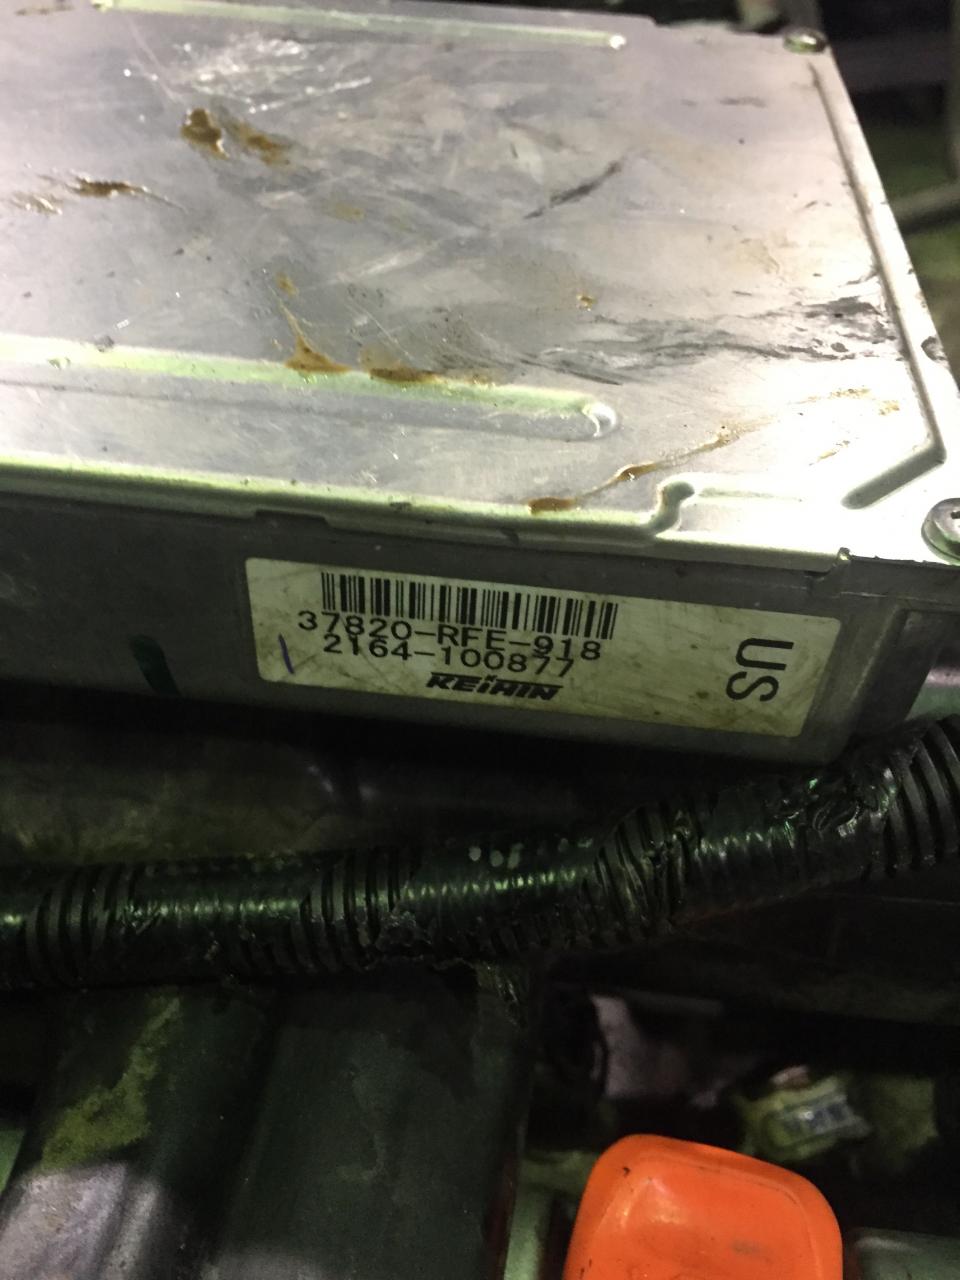 37820-RFE-918
2164-100877
KEIHIN
US